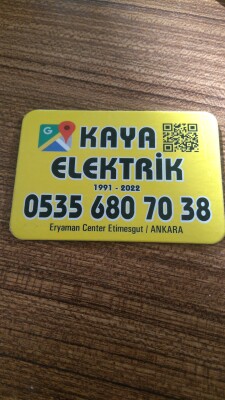 G
KAYA
ELEKTRİK
1991 - 2022
0535 680 70 38
Eryaman Center Etimesgut / ANKARA